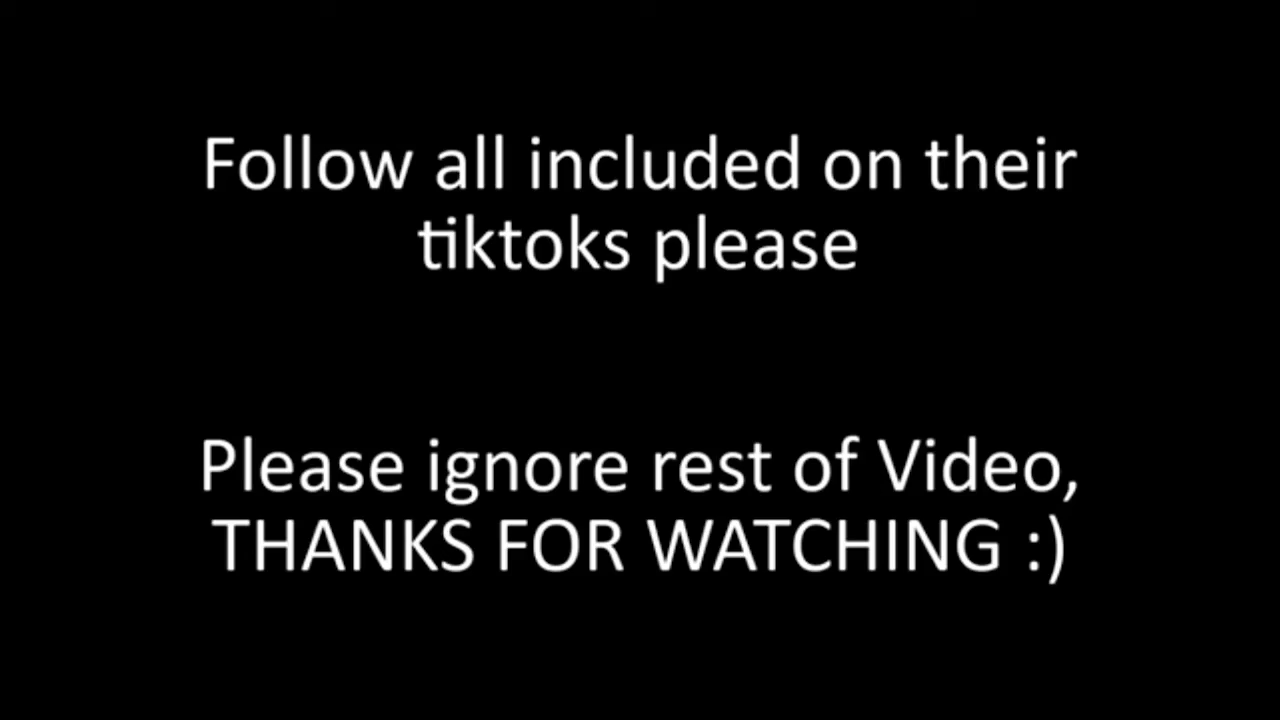 Follow all included on their
tiktoks please
Please ignore rest of Video,
THANKS FOR WATCHING :)